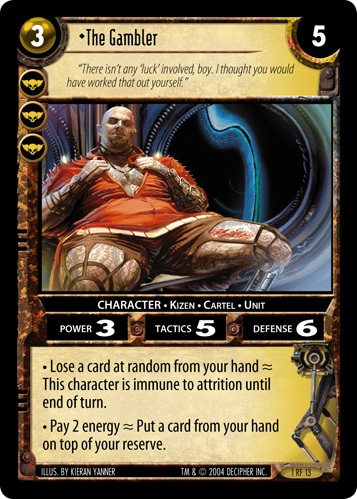 3 •The Gambler 5
"There isn't any 'luck' involved, boy. I thought you would
have worked that out yourself."
CHARACTER • KIZEN • CARTEL • UNIT
POWER 3 TACTICS 5 DEFENSE 6
• Lose a card at random from your hand ≈
This character is immune to attrition until
end of turn.
• Pay 2 energy ≈ Put a card from your hand
on top of your reserve.
ILLUS. BY KIERAN YANNER TM & © 2004 DECIPHER INC. 1 RF 13